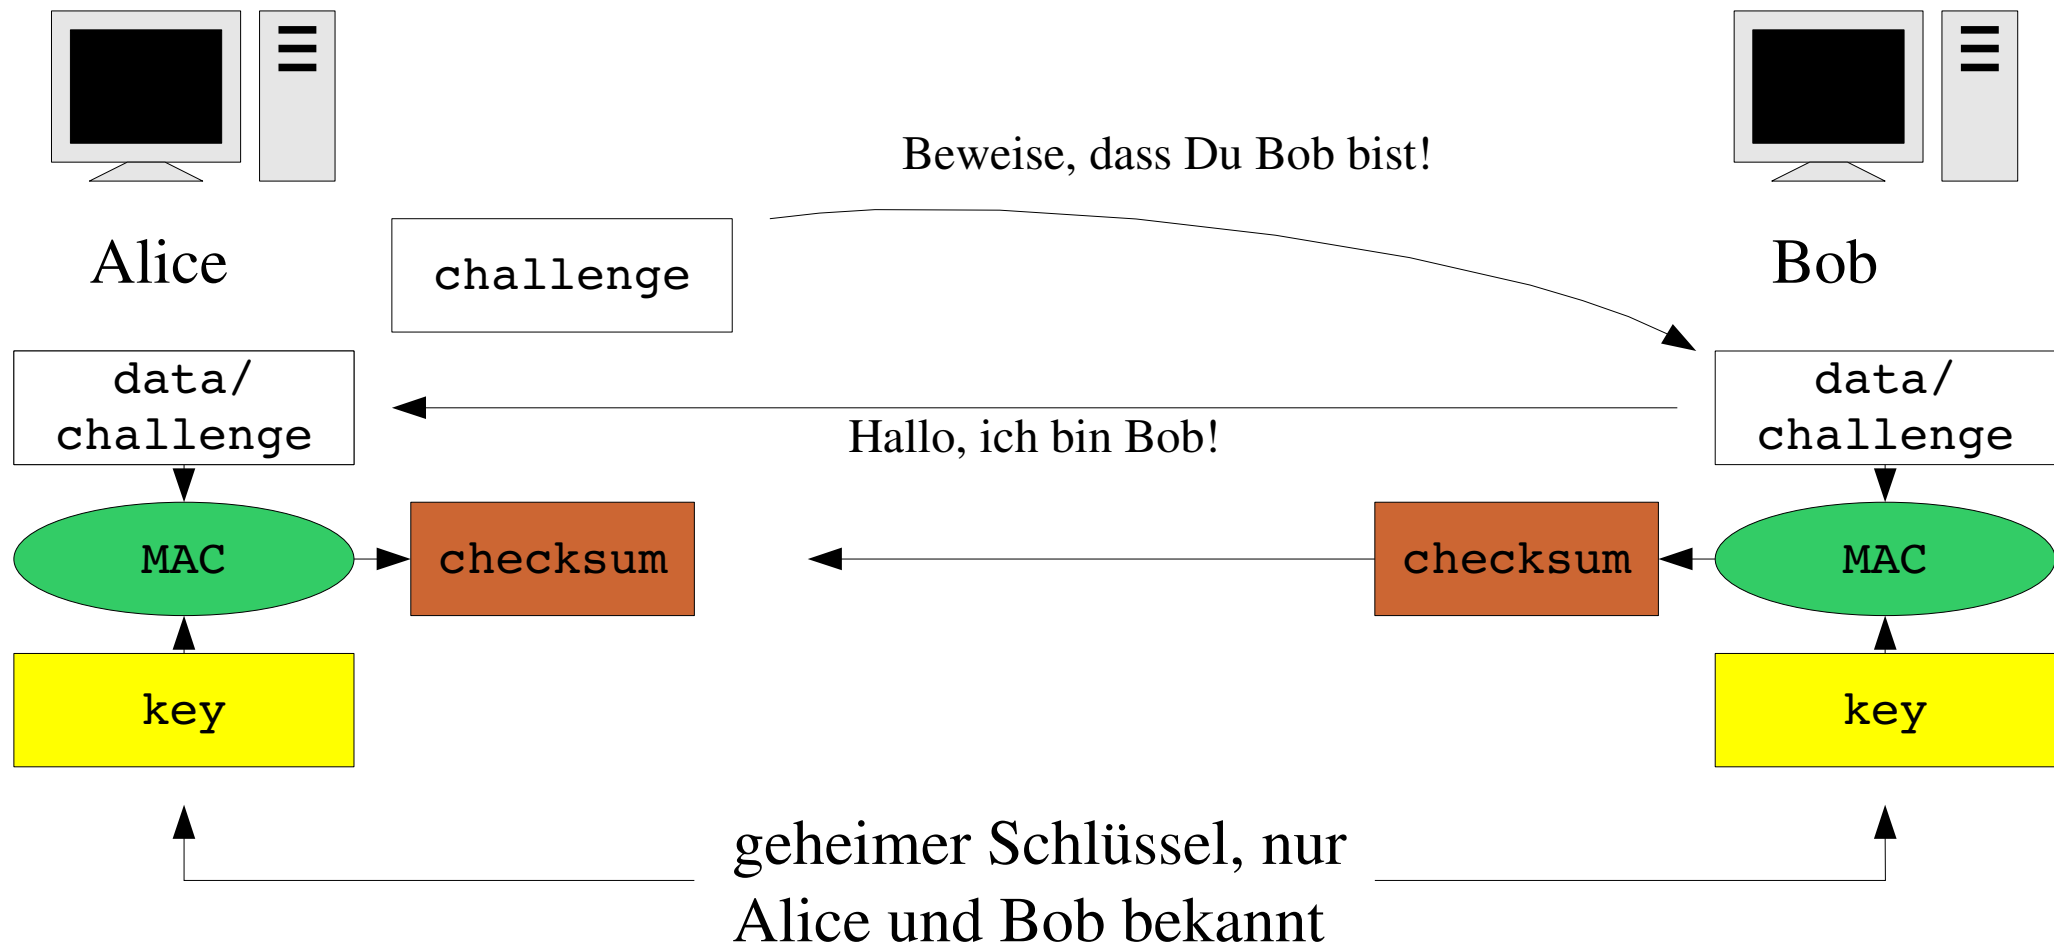 Beweise, dass Du Bob bist!
Alice
challenge
Bob
data/
challenge
Hallo, ich bin Bob!
data/
challenge
MAC
checksum
checksum
MAC
key
key
geheimer Schlüssel, nur
Alice und Bob bekannt